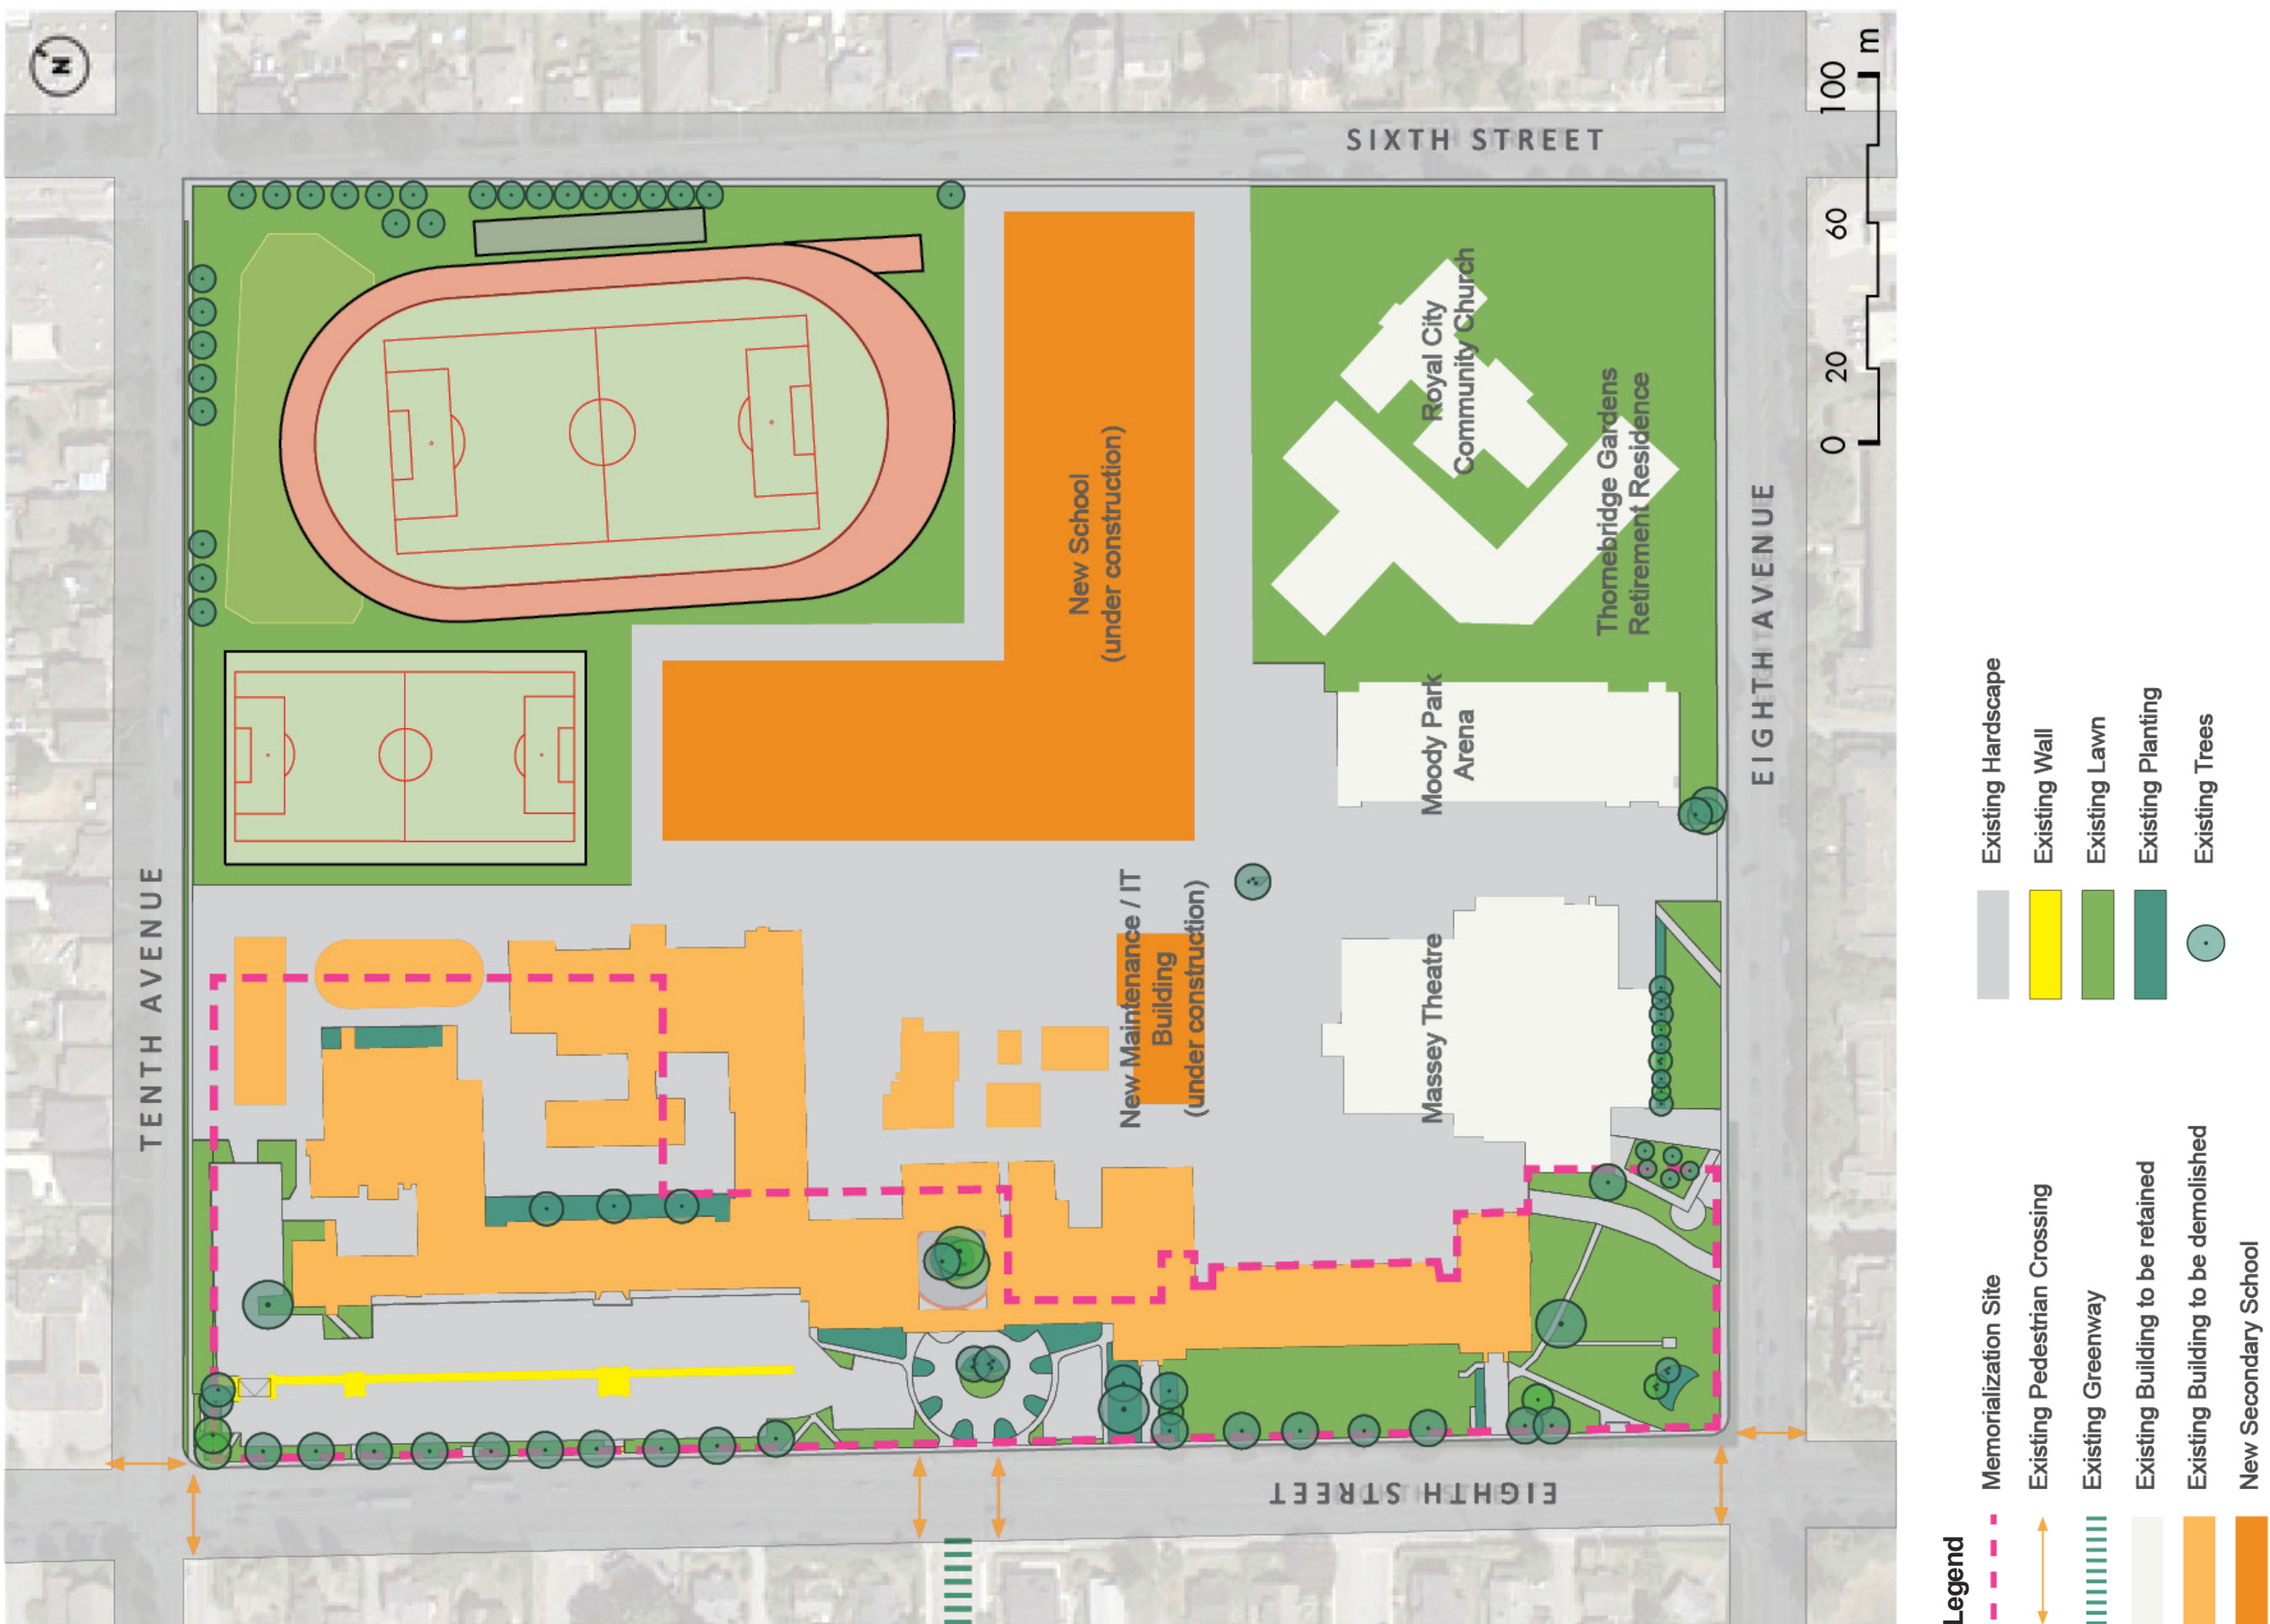 N
SIXTH STREET
TENTH AVENUE
EIGHTH AVENUE
EIGHTH STREET
New School
(under construction)
Royal City
Community Church
Thornebridge Gardens
Retirement Residence
Moody Park
Arena
New Maintenance / IT
Building
(under construction)
Massey Theatre
0 20 60 100 m
Legend
Memorialization Site
Existing Pedestrian Crossing
Existing Greenway
Existing Building to be retained
Existing Building to be demolished
New Secondary School
Existing Hardscape
Existing Wall
Existing Lawn
Existing Planting
Existing Trees